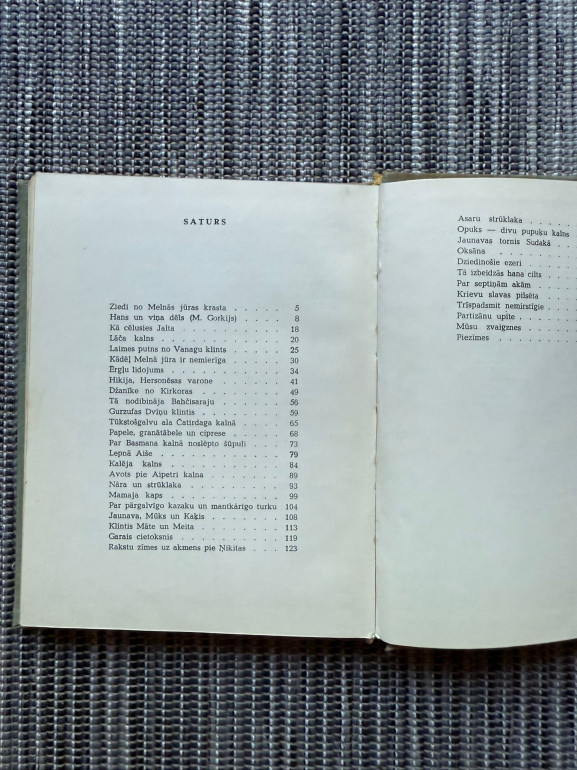 SATURS
Ziedi no Melnās jūras krasta . . . . . 5
Hans un viņa dēls (M. Gorkijs) . . . . 8
Kā cēlusies Jalta . . . . . . . . 18
Lāča kalns . . . . . . . . . 20
Laimes putns no Vanagu klints . . . . . 25
Kādēļ Melnā jūra ir nemierīga . . . . . 30
Ērgļu lidojums . . . . . . . . 34
Hikija, Hersonēsas varone . . . . . . 41
Džanīke no Kirkoras . . . . . . . 49
Tā nodibināja Bahčisaraju . . . . . . 56
Gurzufas Dvīņu klintis . . . . . . . 59
Tūkstošgalvu ala Čatirdaga kalnā . . . . 65
Papele, granātābele un ciprese . . . . . 68
Par Basmana kalnā noslēpto šūpuli . . . . 73
Lepnā Aiše . . . . . . . . . 79
Kalēja kalns . . . . . . . . . 84
Avots pie Aipetri kalna . . . . . . . 89
Nāra un strūklaka . . . . . . . . 93
Mamaja kaps . . . . . . . . . 99
Par pārgalvīgo kazaku un mantkārīgo turku 104
Jaunava, Mūks un Kaķis . . . . . . 108
Klintis Māte un Meita . . . . . . . 113
Garais cietoksnis . . . . . . . . 119
Rakstu zīmes uz akmens pie Ņikitas . . . 123
Asaru strūklaka . . . . .
Opuks — divu pupuķu kalns
Jaunavas tornis Sudakā . .
Oksāna . . . . . .
Dziedinošie ezeri . . . .
Tā izbeidzās hana cilts . . .
Par septiņām akām . . . .
Krievu slavas pilsēta . . . .
Trīspadsmit nemirstīgie . . .
Partizānu upīte . . . . .
Mūsu zvaigznes . . . .
Piezīmes . . . . . .